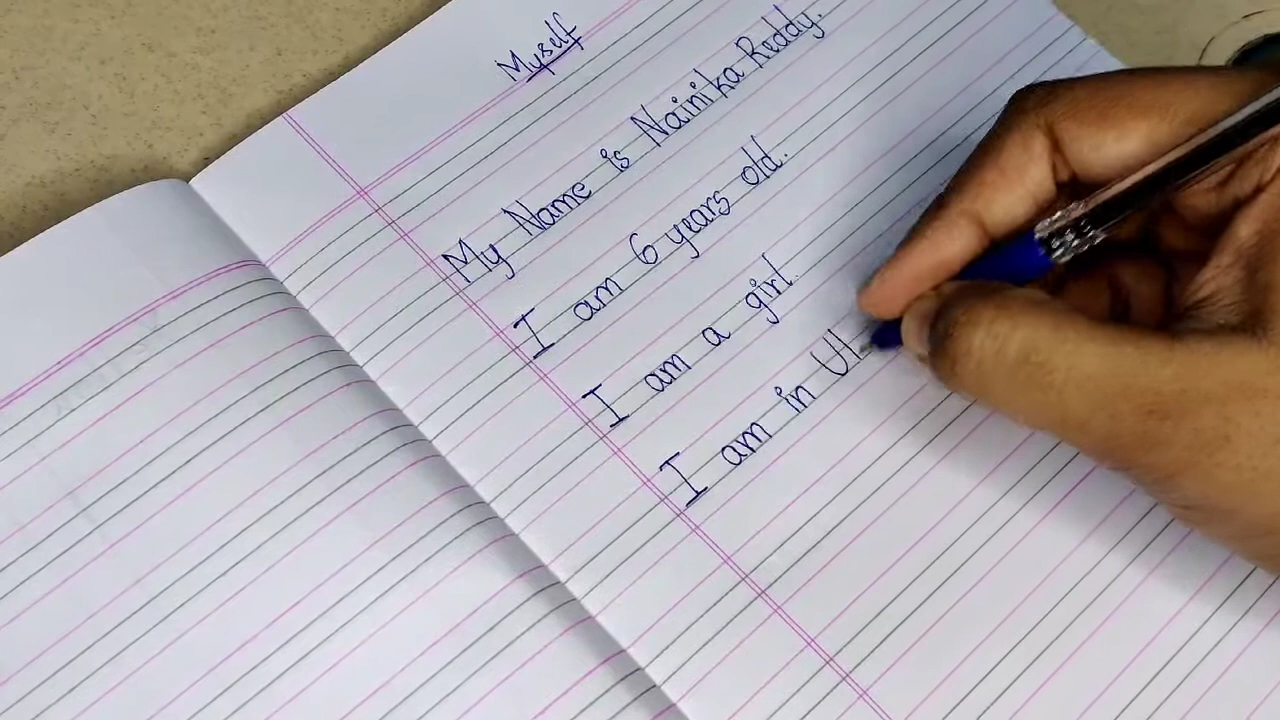 Myself
My Name is Nainika Reddy.
I am 6 years old.
I am a girl.
I am in